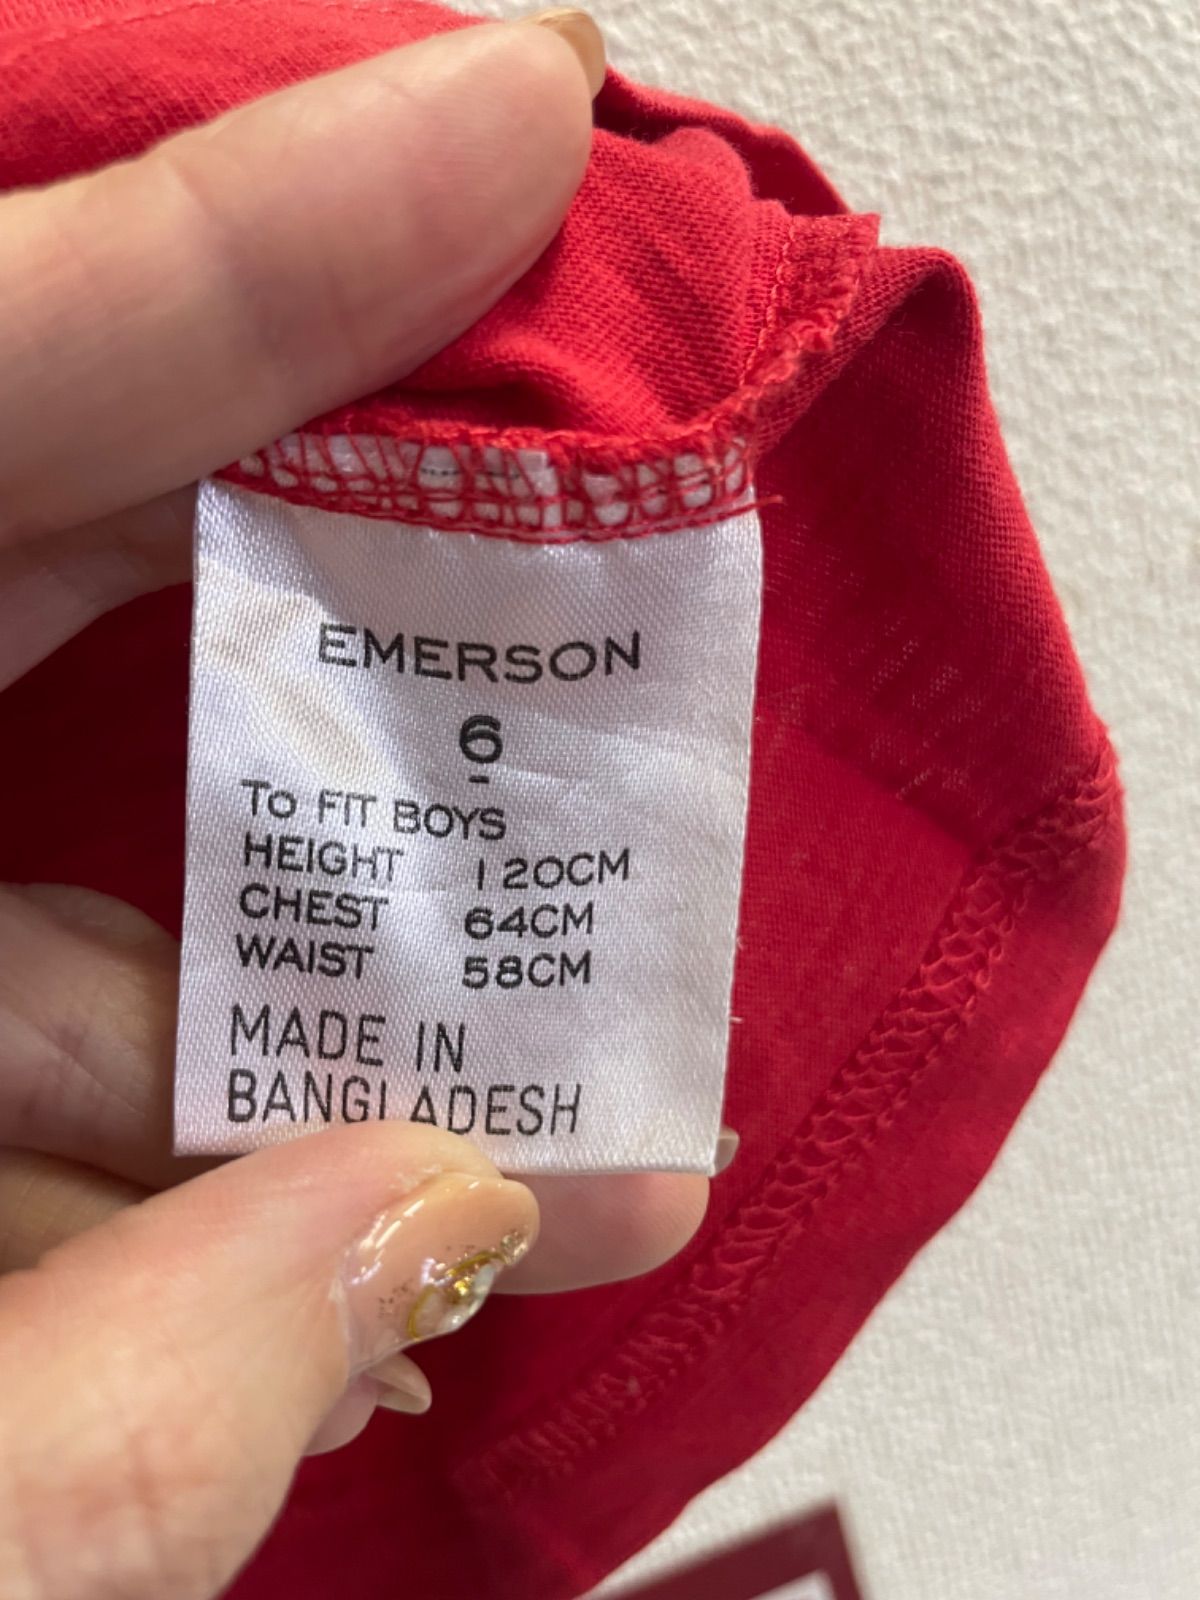 EMERSON
6
TO FIT BOYS
HEIGHT 120CM
CHEST 64CM
WAIST 58CM
MADE IN
BANGLADESH